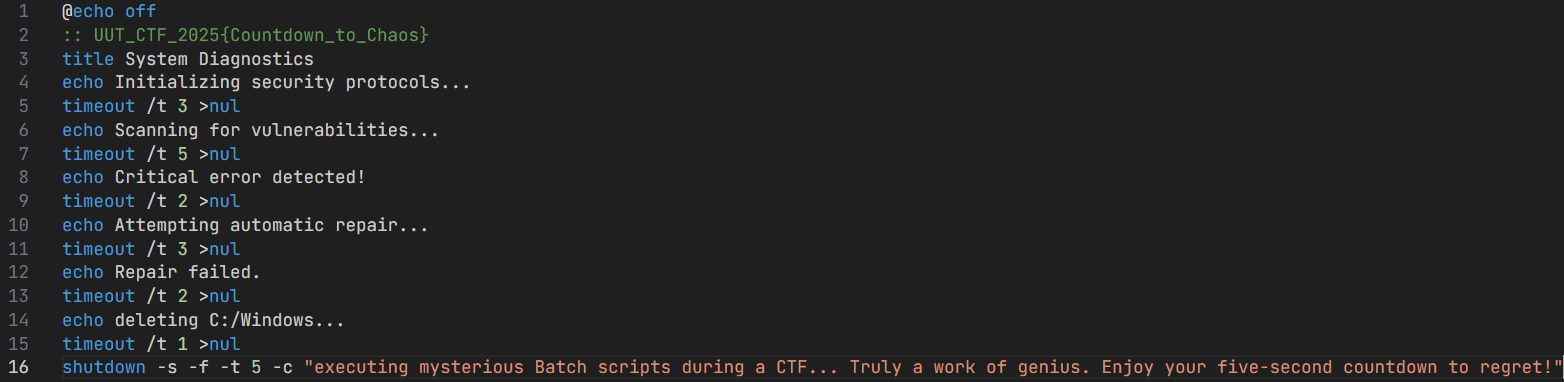 1 @echo off
2 :: UUT_CTF_2025{Countdown_to_Chaos}
3 title System Diagnostics
4 echo Initializing security protocols...
5 timeout /t 3 >nul
6 echo Scanning for vulnerabilities...
7 timeout /t 5 >nul
8 echo Critical error detected!
9 timeout /t 2 >nul
10 echo Attempting automatic repair...
11 timeout /t 3 >nul
12 echo Repair failed.
13 timeout /t 2 >nul
14 echo deleting C:/Windows...
15 timeout /t 1 >nul
16 shutdown -s -f -t 5 -c "executing mysterious Batch scripts during a CTF... Truly a work of genius. Enjoy your five-second countdown to regret!"